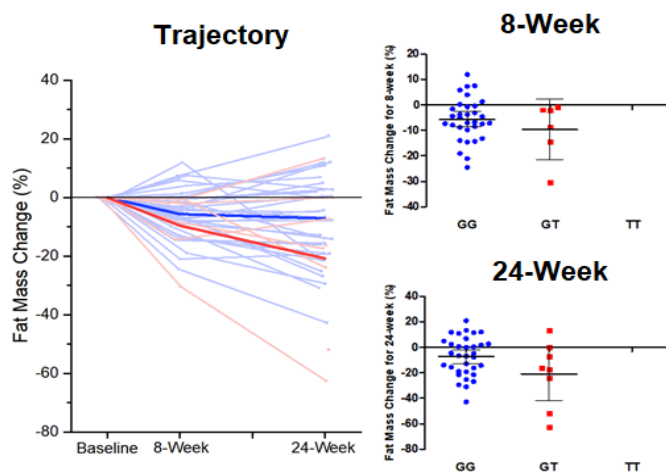 Trajectory
Fat Mass Change (%)
40
20
0
-20
-40
-60
-80
Baseline
8-Week
24-Week
8-Week
Fat Mass Change for 8-week (%)
20
10
0
-10
-20
-30
-40
GG
GT
TT
24-Week
Fat Mass Change for 24-week (%)
40
20
0
-20
-40
-60
-80
GG
GT
TT